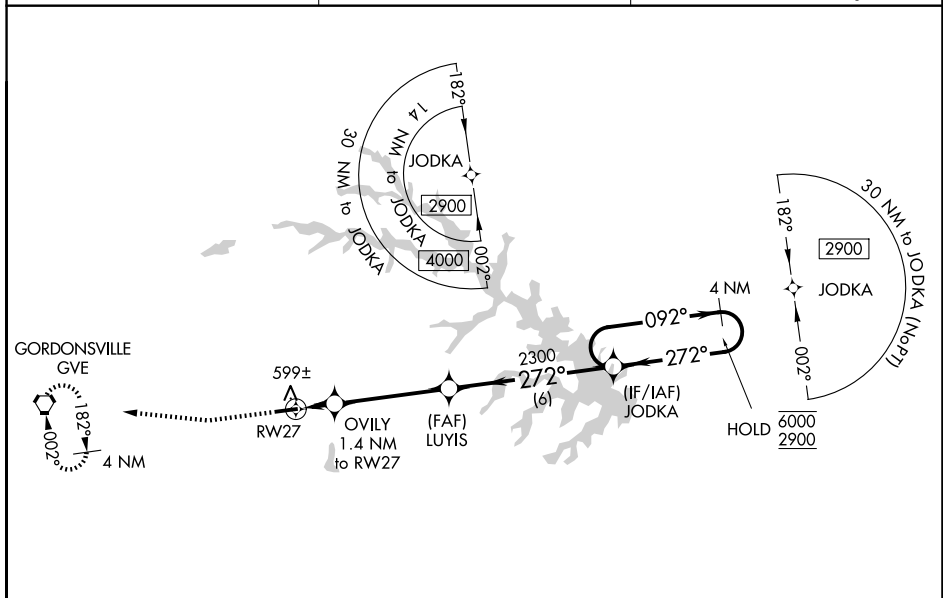 182°
14 NM to JODKA
30 NM to JODKA
JODKA
2900
4000
002°
30 NM to JODKA (NoPT)
182°
2900
JODKA
002°
4 NM
092°
272°
2300
272°
(6)
(IF/IAF)
JODKA
HOLD
6000
2900
GORDONSVILLE
GVE
182°
002°
4 NM
599±
RW27
OVILY
1.4 NM
to RW27
(FAF)
LUYIS